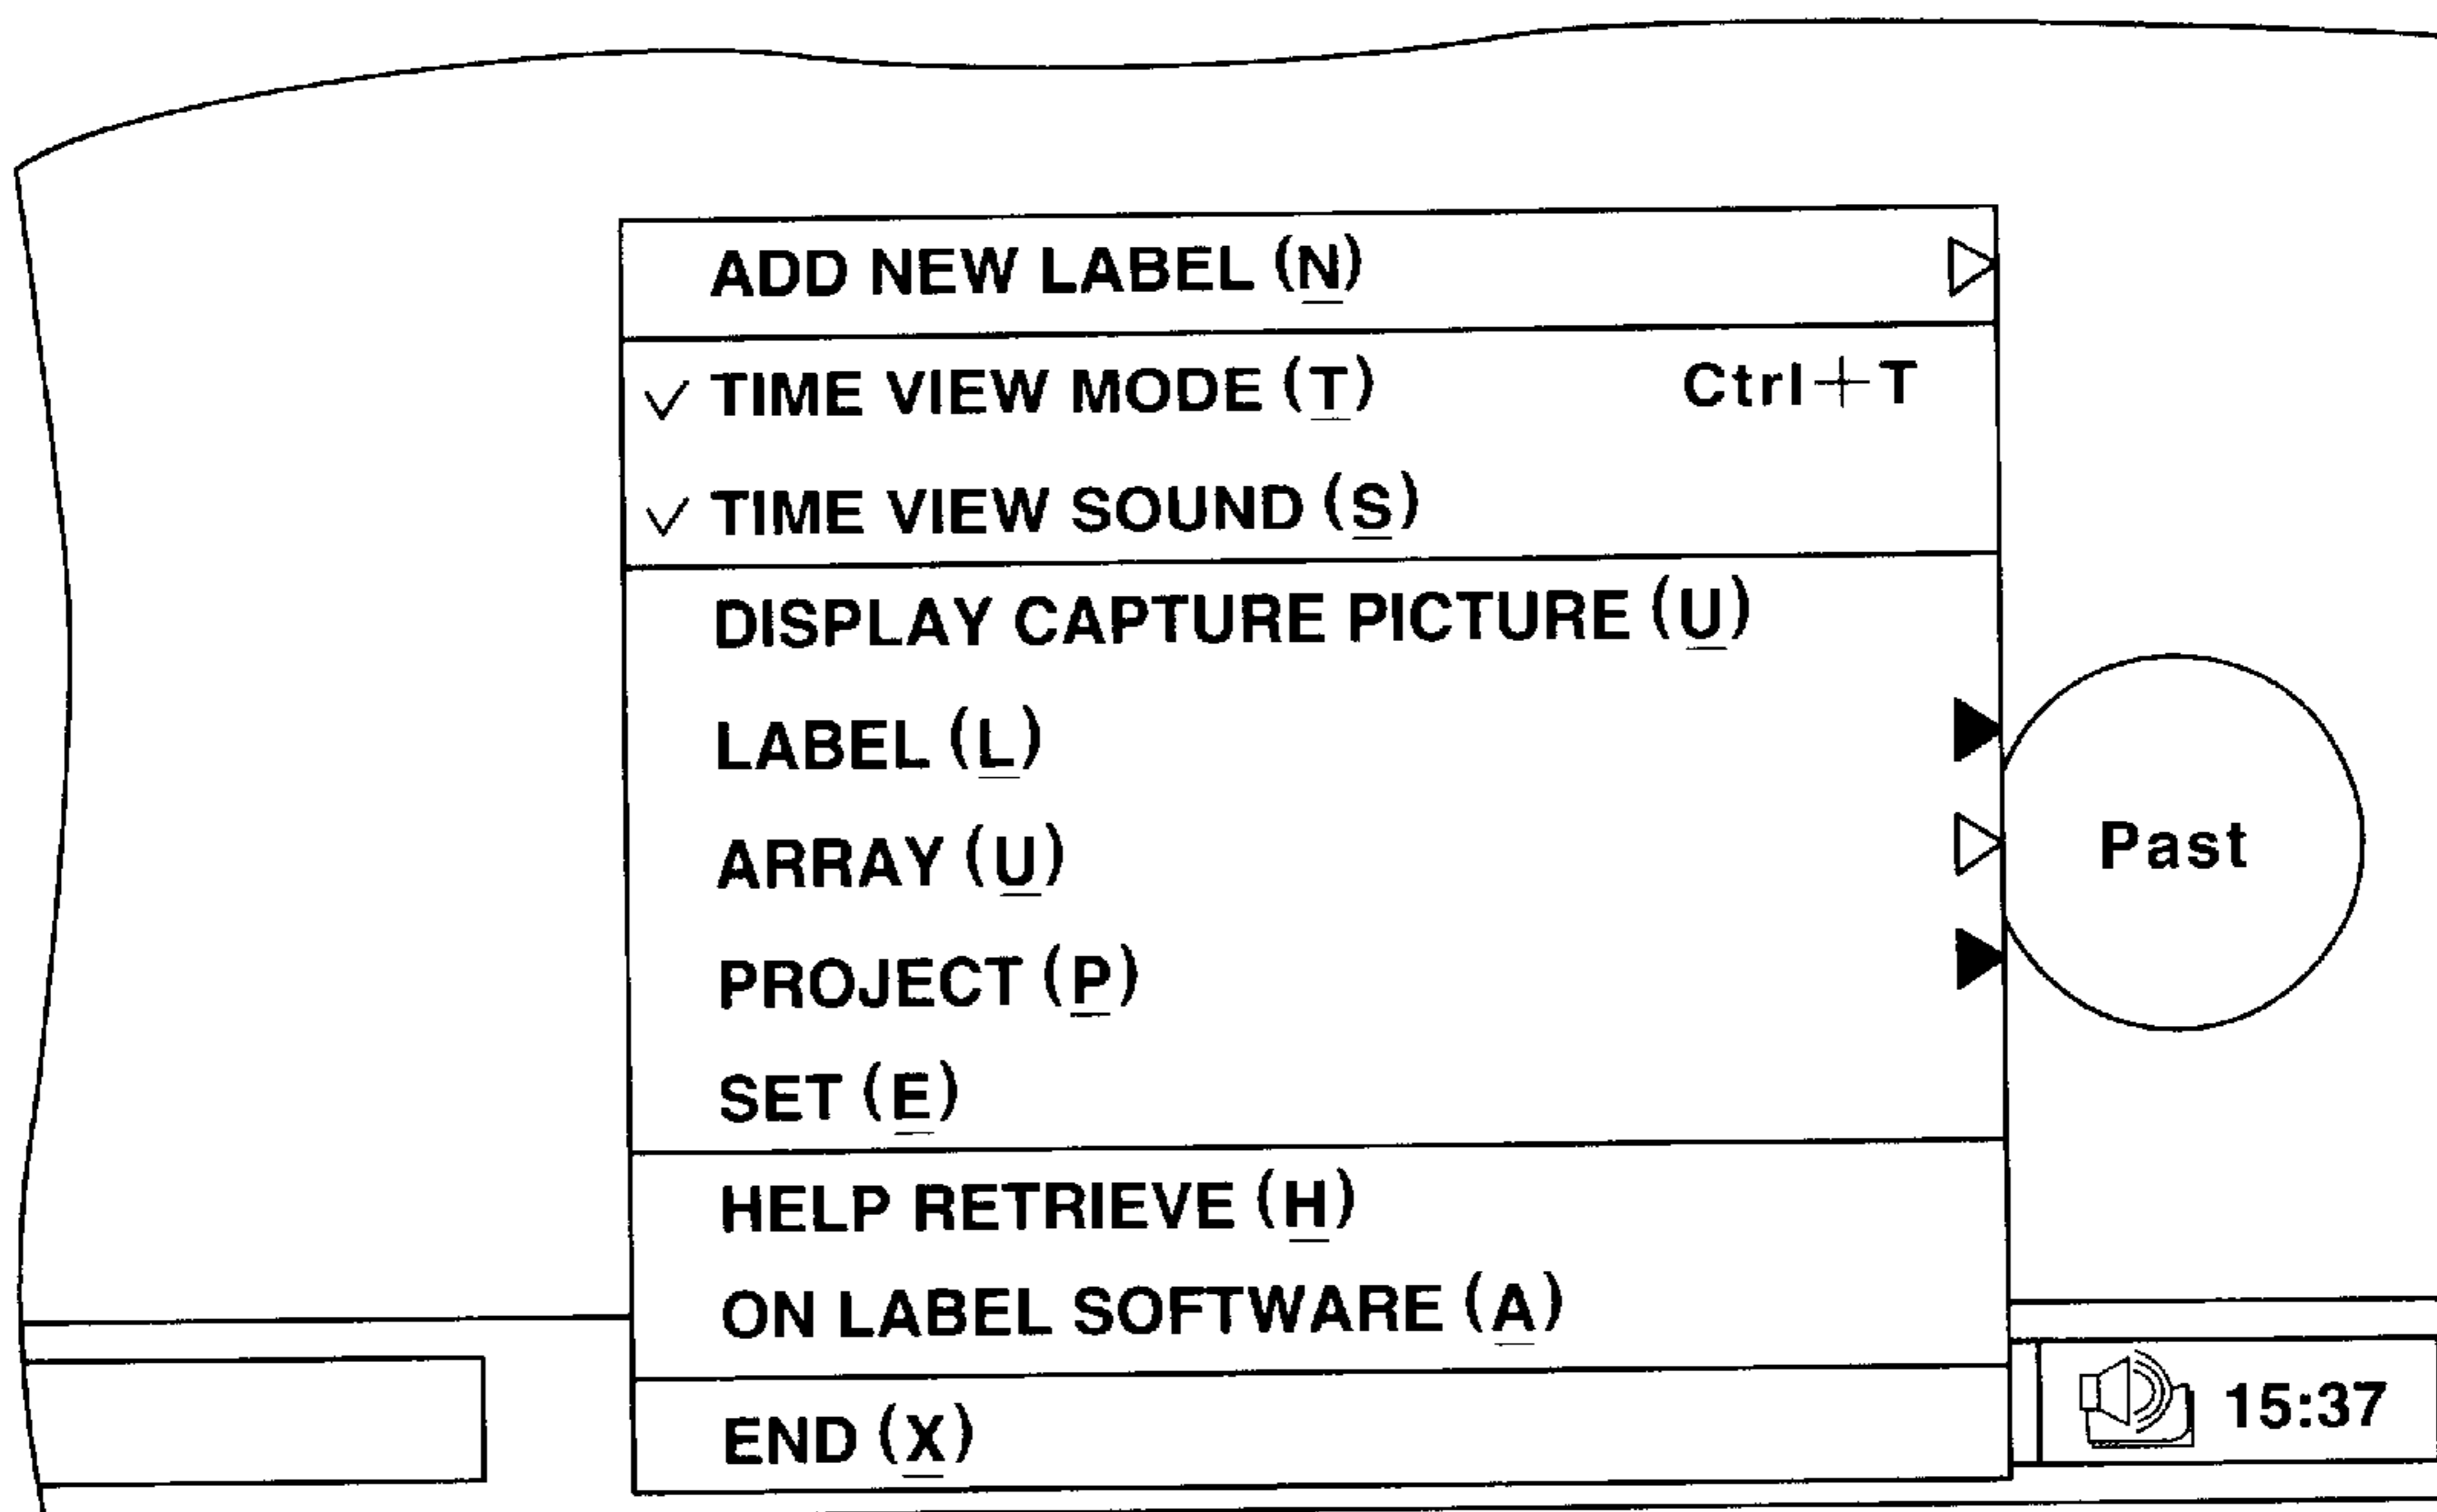 ADD NEW LABEL (N)
TIME VIEW MODE (T) Ctrl+T
TIME VIEW SOUND (S)
DISPLAY CAPTURE PICTURE (U)
LABEL (L)
ARRAY (U)
Past
PROJECT (P)
SET (E)
HELP RETRIEVE (H)
ON LABEL SOFTWARE (A)
END (X)
15:37